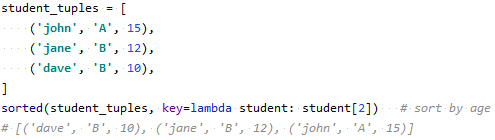 student_tuples = [
    ('john', 'A', 15),
    ('jane', 'B', 12),
    ('dave', 'B', 10),
]
sorted(student_tuples, key=lambda student: student[2])   # sort by age
# [('dave', 'B', 10), ('jane', 'B', 12), ('john', 'A', 15)]